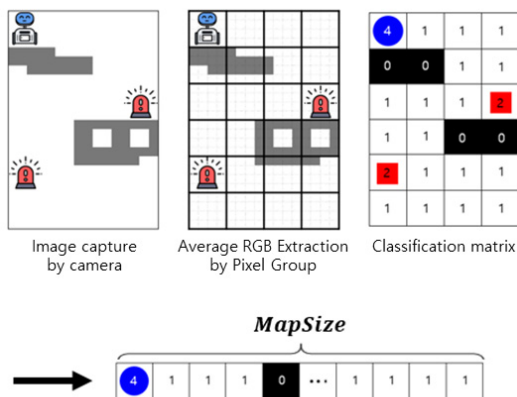 4 1 1 1
0 0 1 1
1 1 1 2
1 1 0 0
2 1 1 1
1 1 1 1
Image capture
by camera
Average RGB Extraction
by Pixel Group
Classification matrix
MapSize
4 1 1 1 0 ... 1 1 1 1